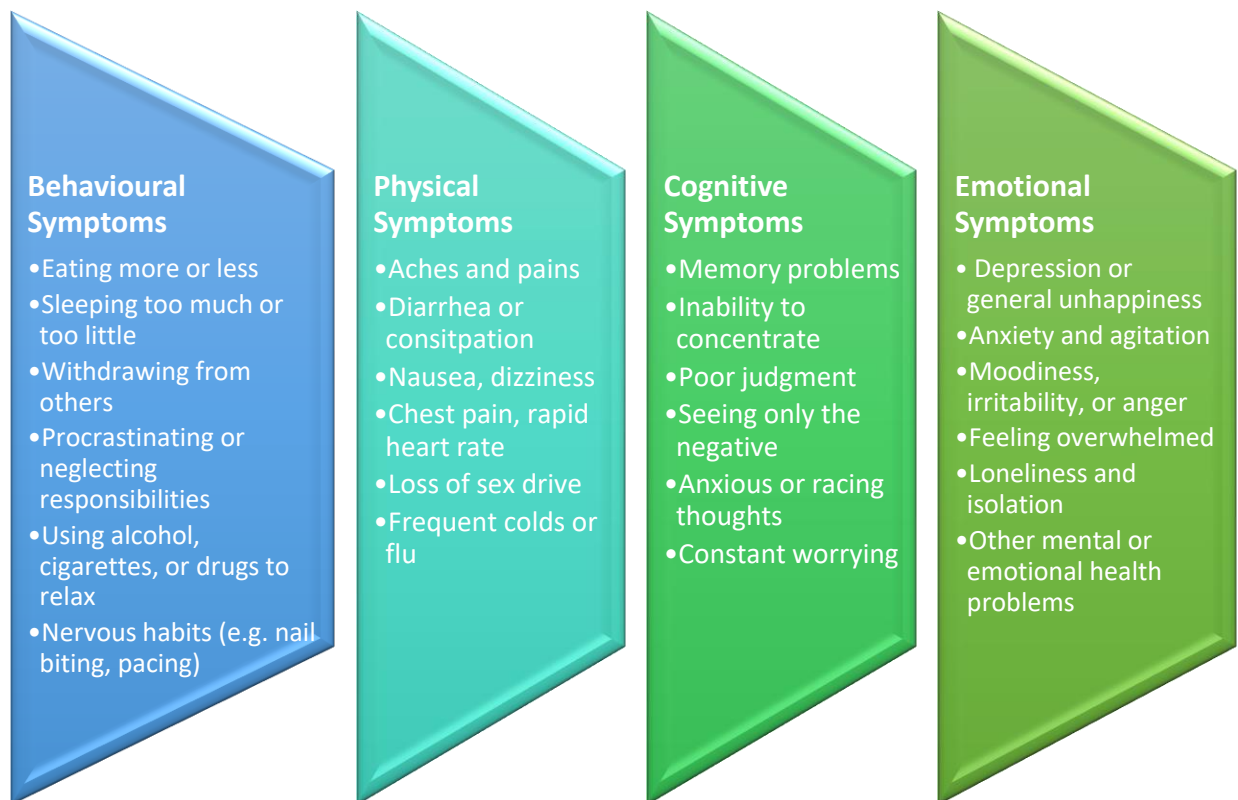 Behavioural
Symptoms
•Eating more or less
•Sleeping too much or
too little
•Withdrawing from
others
•Procrastinating or
neglecting
responsibilities
•Using alcohol,
cigarettes, or drugs to
relax
•Nervous habits (e.g. nail
biting, pacing)
Physical
Symptoms
•Aches and pains
•Diarrhea or
consitpation
•Nausea, dizziness
•Chest pain, rapid
heart rate
•Loss of sex drive
•Frequent colds or
flu
Cognitive
Symptoms
•Memory problems
•Inability to
concentrate
•Poor judgment
•Seeing only the
negative
•Anxious or racing
thoughts
•Constant worrying
Emotional
Symptoms
• Depression or
general unhappiness
•Anxiety and agitation
•Moodiness,
irritability, or anger
•Feeling overwhelmed
•Loneliness and
isolation
•Other mental or
emotional health
problems